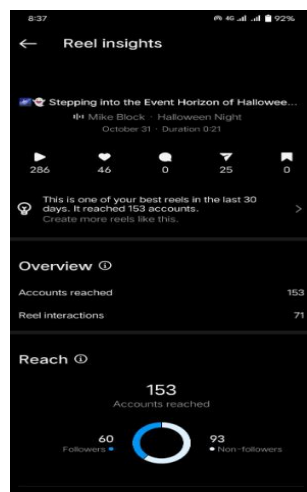 8:37
4G 92%
Reel insights
🌌👻 Stepping into the Event Horizon of Hallowee...
Mike Block · Halloween Night
October 31 · Duration 0:21
286 46 0 25 0
This is one of your best reels in the last 30
days. It reached 153 accounts.
Create more reels like this.
Overview
Accounts reached 153
Reel interactions 71
Reach
153
Accounts reached
60 93
Followers Non-followers